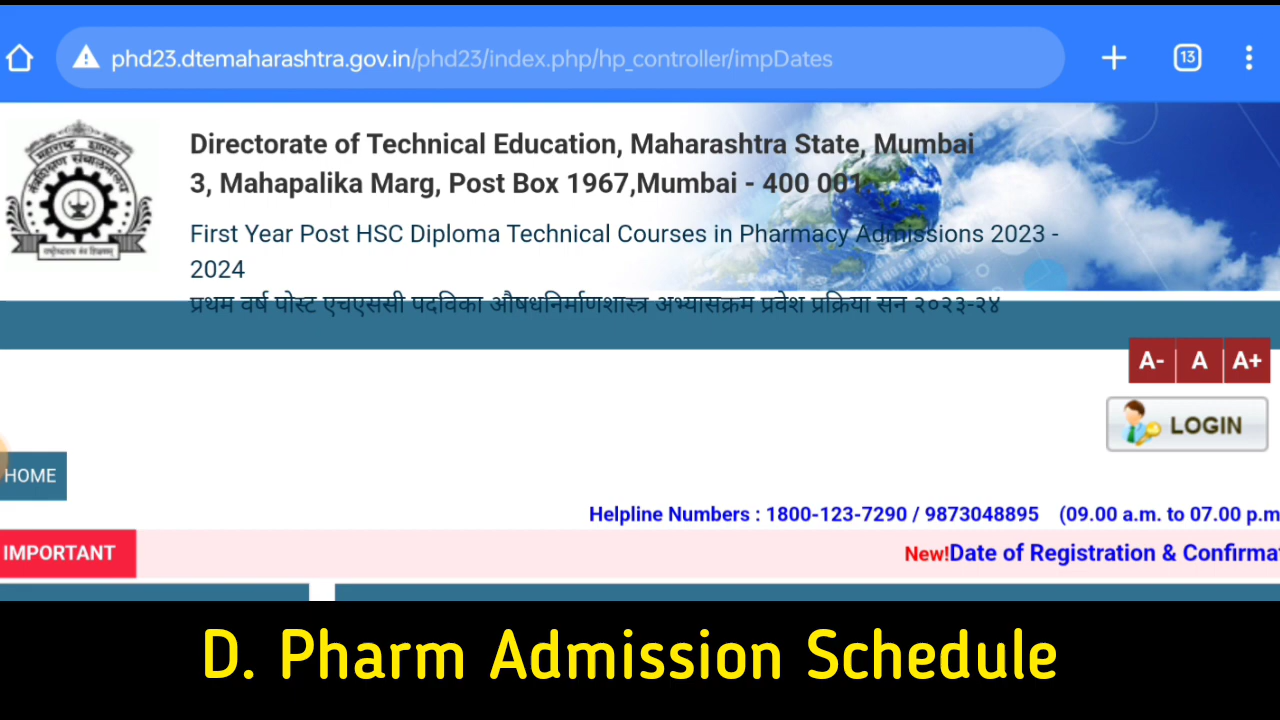 phd23.dtemaharashtra.gov.in/phd23/index.php/hp_controller/impDates
13
महाराष्ट्र शासन
Directorate of Technical Education, Maharashtra State, Mumbai
3, Mahapalika Marg, Post Box 1967,Mumbai - 400 001
First Year Post HSC Diploma Technical Courses in Pharmacy Admissions 2023 -
2024
प्रथम वर्ष पोस्ट एचएससी पदविका औषधनिर्माणशास्त्र अभ्यासक्रम प्रवेश प्रक्रिया सन २०२३-२४
A- A A+
LOGIN
HOME
Helpline Numbers : 1800-123-7290 / 9873048895 (09.00 a.m. to 07.00 p.m
IMPORTANT
New!Date of Registration & Confirma
D. Pharm Admission Schedule